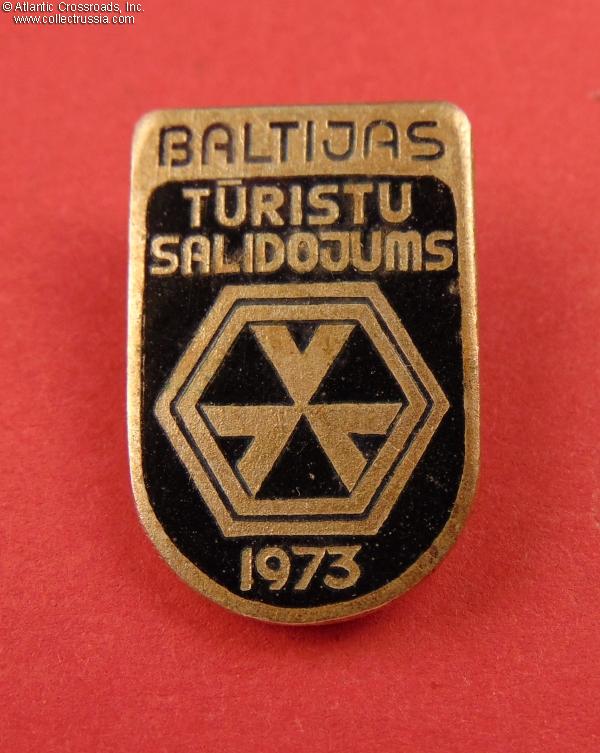 © Atlantic Crossroads, Inc.
www.collectrussia.com
BALTIJAS
TŪRISTU
SALIDOJUMS
1973